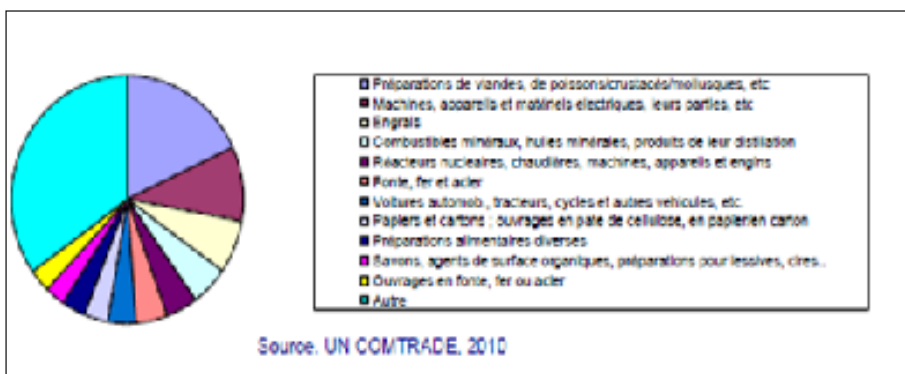 Préparations de viandes, de poissons/crustacés/mollusques, etc
Machines, appareils et matériels électriques, leurs parties, etc
Engrais
Combustibles minéraux, huiles minérales, produits de leur distillation
Réacteurs nucleaires, chaudières, machines, appareils et engins
Fonte, fer et acier
Voitures automob., tracteurs, cycles et autres véhicules, etc.
Papiers et cartons ; ouvrages en pate de cellulose, en papier/en carton
Préparations alimentaires diverses
Savons, agents de surface organiques, préparations pour lessives, cires..
Ouvrages en fonte, fer ou acier
Autre
Source. UN COMTRADE, 2010